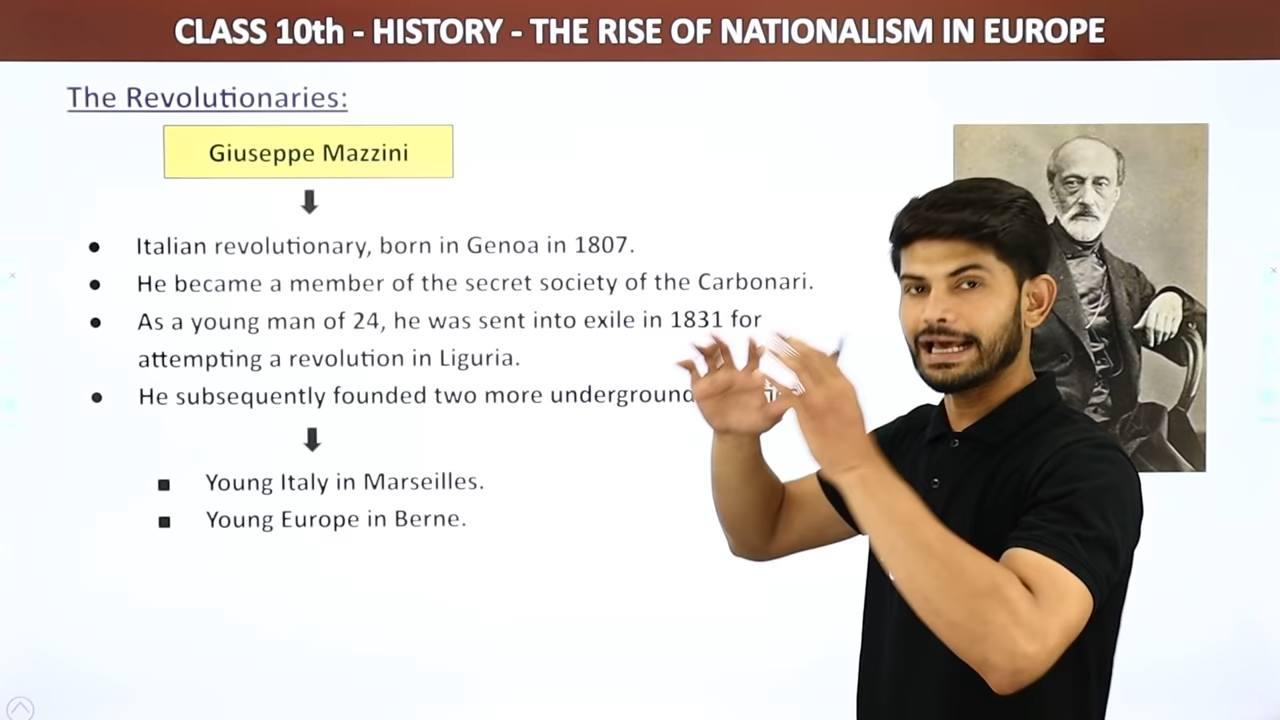 CLASS 10th - HISTORY - THE RISE OF NATIONALISM IN EUROPE
The Revolutionaries:
Giuseppe Mazzini
● Italian revolutionary, born in Genoa in 1807.
● He became a member of the secret society of the Carbonari.
● As a young man of 24, he was sent into exile in 1831 for
attempting a revolution in Liguria.
● He subsequently founded two more underground
■ Young Italy in Marseilles.
■ Young Europe in Berne.